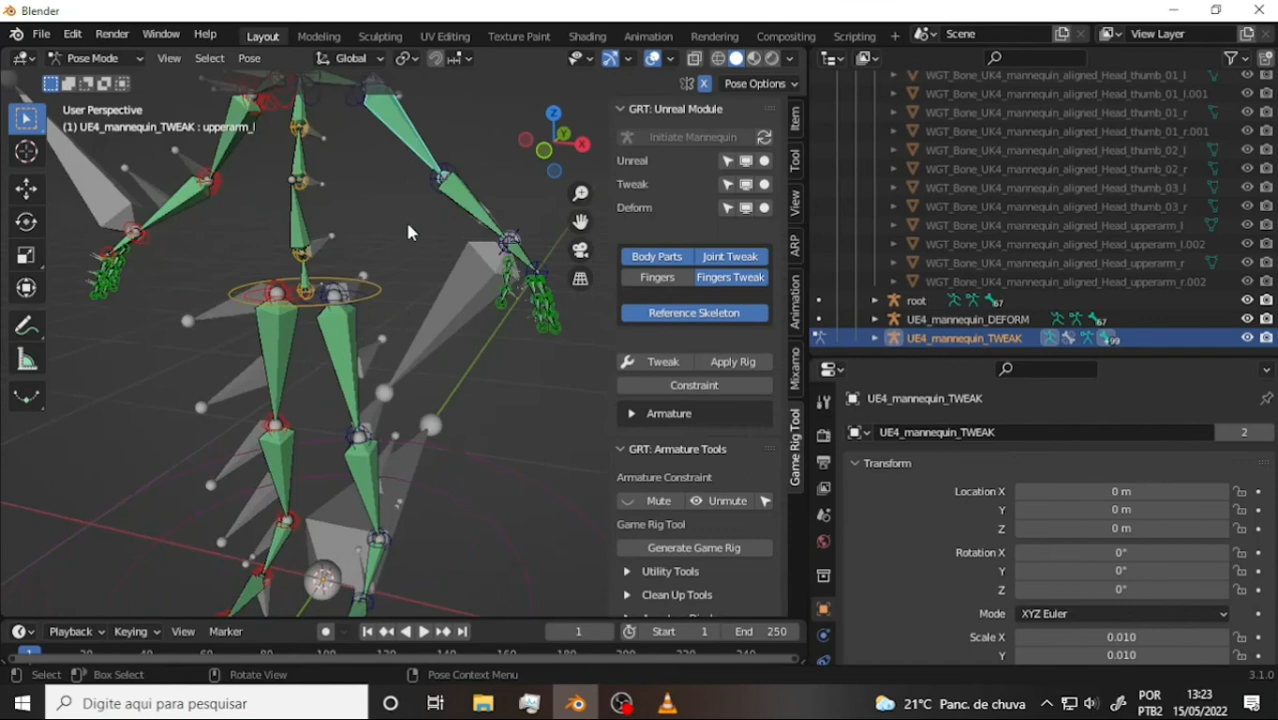 Blender
File Edit Render Window Help Layout Modeling Sculpting UV Editing Texture Paint Shading Animation Rendering Compositing Scripting + Scene View Layer
Pose Mode View Select Pose Global
Pose Options
User Perspective
(1) UE4_mannequin_TWEAK : upperarm_l
Z
Y
X
GRT: Unreal Module
Initiate Mannequin
Unreal
Tweak
Deform
Body Parts Joint Tweak
Fingers Fingers Tweak
Reference Skeleton
Tweak Apply Rig
Constraint
Armature
GRT: Armature Tools
Armature Constraint
Mute Unmute
Game Rig Tool
Generate Game Rig
Utility Tools
Clean Up Tools
Item
Tool
View
ARP
Animation
Mixamo
Game Rig Tool
WGT_Bone_UK4_mannequin_aligned_Head_thumb_01_l
WGT_Bone_UK4_mannequin_aligned_Head_thumb_01_l.001
WGT_Bone_UK4_mannequin_aligned_Head_thumb_01_r
WGT_Bone_UK4_mannequin_aligned_Head_thumb_01_r.001
WGT_Bone_UK4_mannequin_aligned_Head_thumb_02_l
WGT_Bone_UK4_mannequin_aligned_Head_thumb_02_r
WGT_Bone_UK4_mannequin_aligned_Head_thumb_03_l
WGT_Bone_UK4_mannequin_aligned_Head_thumb_03_r
WGT_Bone_UK4_mannequin_aligned_Head_upperarm_l
WGT_Bone_UK4_mannequin_aligned_Head_upperarm_l.002
WGT_Bone_UK4_mannequin_aligned_Head_upperarm_r
WGT_Bone_UK4_mannequin_aligned_Head_upperarm_r.002
root 67
UE4_mannequin_DEFORM 67
UE4_mannequin_TWEAK 99
UE4_mannequin_TWEAK
UE4_mannequin_TWEAK 2
Transform
Location X 0 m
Y 0 m
Z 0 m
Rotation X 0°
Y 0°
Z 0°
Mode XYZ Euler
Scale X 0.010
Y 0.010
Playback Keying View Marker 1 Start 1 End 250
1
Select Box Select Rotate View Pose Context Menu 3.1.0
Digite aqui para pesquisar 21°C Panc. de chuva POR 13:23
PTB2 15/05/2022